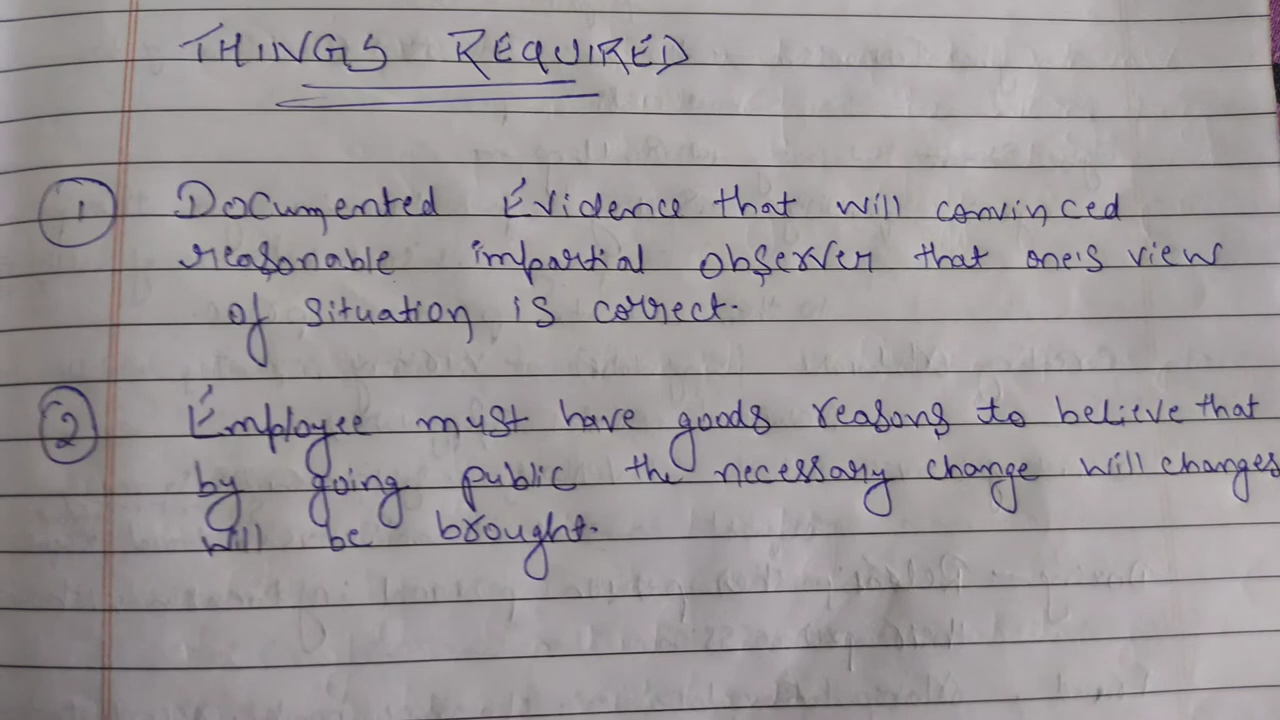 THINGS REQUIRED
① Documented Evidence that will convinced
reasonable impartial observer that one's view
of situation is correct.
② Employee must have goods reasons to believe that
by going public the necessary change will changes
will be brought.